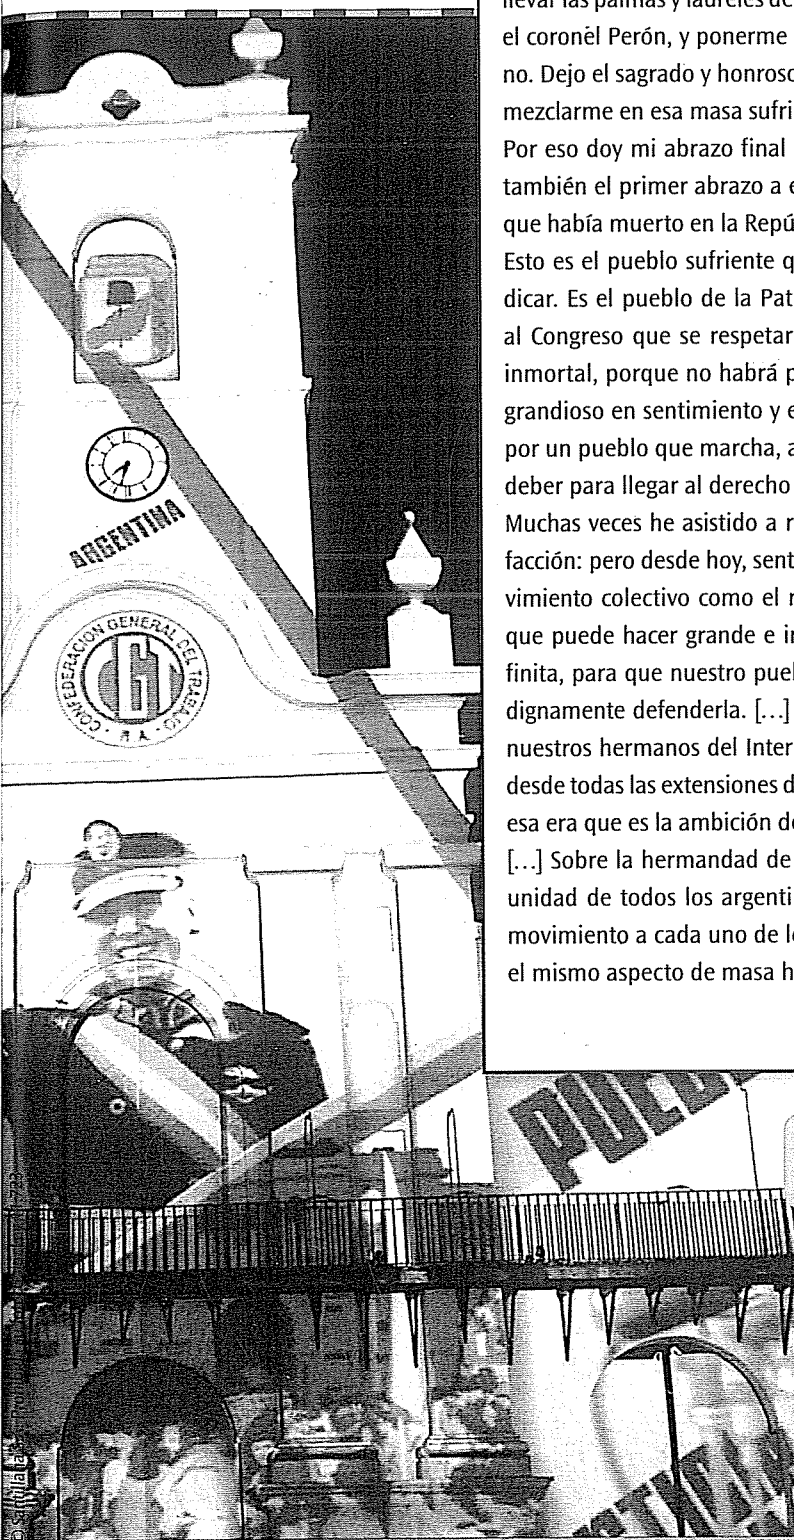 llevar las palmas y laureles de
el coronel Perón, y ponerme
no. Dejo el sagrado y honroso
mezclarme en esa masa sufri
Por eso doy mi abrazo final
también el primer abrazo a e
que había muerto en la Repú
Esto es el pueblo sufriente q
dicar. Es el pueblo de la Pat
al Congreso que se respetar
inmortal, porque no habrá p
grandioso en sentimiento y e
por un pueblo que marcha, a
deber para llegar al derecho
Muchas veces he asistido a r
facción: pero desde hoy, sent
vimiento colectivo como el r
que puede hacer grande e in
finita, para que nuestro puel
dignamente defenderla. […]
nuestros hermanos del Inter
desde todas las extensiones d
esa era que es la ambición de
[…] Sobre la hermandad de
unidad de todos los argenti
movimiento a cada uno de lo
el mismo aspecto de masa h
ARGENTINA
CONFEDERACION GENERAL DEL TRABAJO
CGT
R.A.
PUEBL
© Santillana S.A.